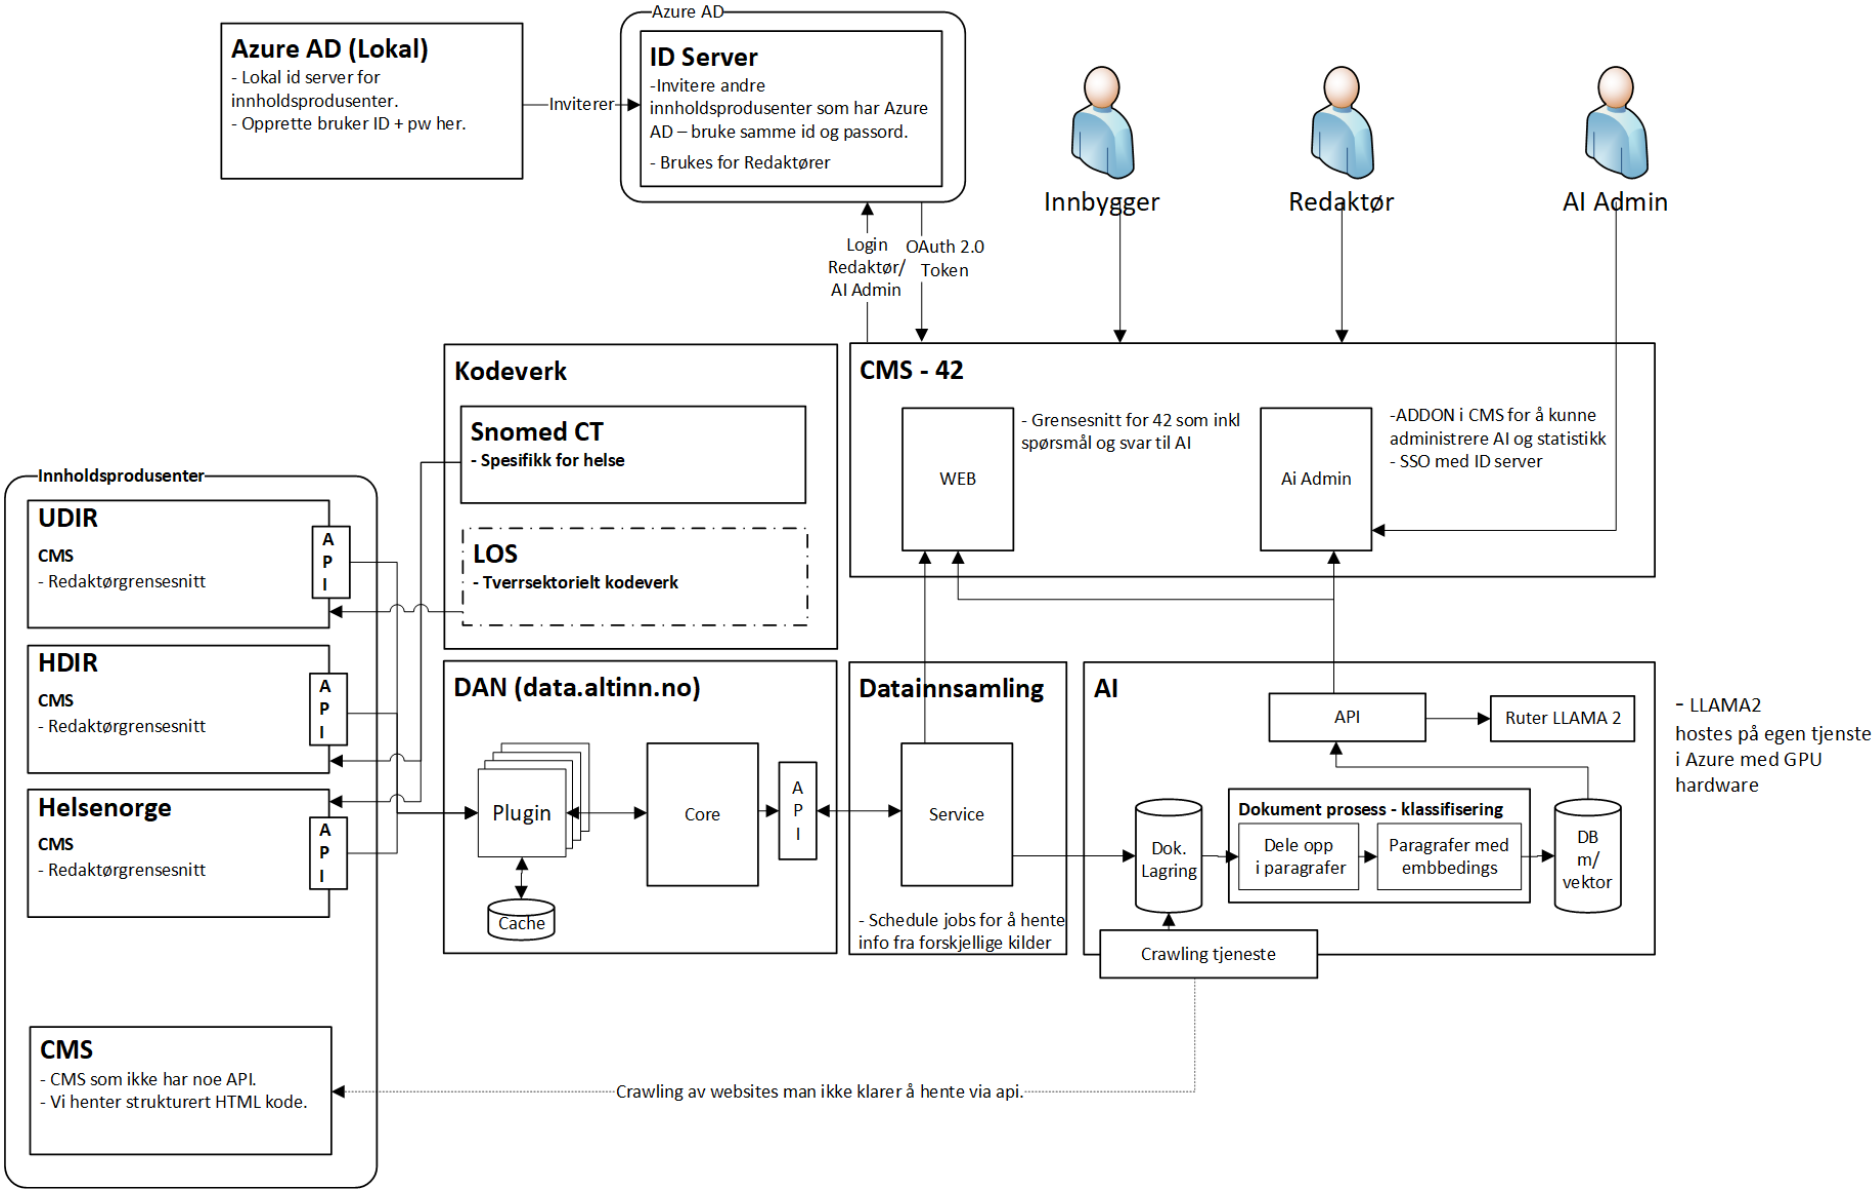 Azure AD (Lokal)
- Lokal id server for
innholdsprodusenter.
- Opprette bruker ID + pw her.
Inviterer
Azure AD
ID Server
-Invitere andre
innholdsprodusenter som har Azure
AD – bruke samme id og passord.
- Brukes for Redaktører
Innbygger
Redaktør
AI Admin
Login
Redaktør/
AI Admin
OAuth 2.0
Token
Kodeverk
Snomed CT
- Spesifikk for helse
LOS
- Tverrsektorielt kodeverk
CMS - 42
WEB
- Grensesnitt for 42 som inkl
spørsmål og svar til AI
Ai Admin
-ADDON i CMS for å kunne
administrere AI og statistikk
- SSO med ID server
Innholdsprodusenter
UDIR
CMS
- Redaktørgrensesnitt
A
P
I
HDIR
CMS
- Redaktørgrensesnitt
A
P
I
Helsenorge
CMS
- Redaktørgrensesnitt
A
P
I
CMS
- CMS som ikke har noe API.
- Vi henter strukturert HTML kode.
DAN (data.altinn.no)
Plugin
Cache
Core
A
P
I
Datainnsamling
Service
- Schedule jobs for å hente
info fra forskjellige kilder
AI
API
Ruter LLAMA 2
Dok.
Lagring
Dokument prosess - klassifisering
Dele opp
i paragrafer
Paragrafer med
embbedings
DB
m/
vektor
Crawling tjeneste
- LLAMA2
hostes på egen tjenste
i Azure med GPU
hardware
Crawling av websites man ikke klarer å hente via api.